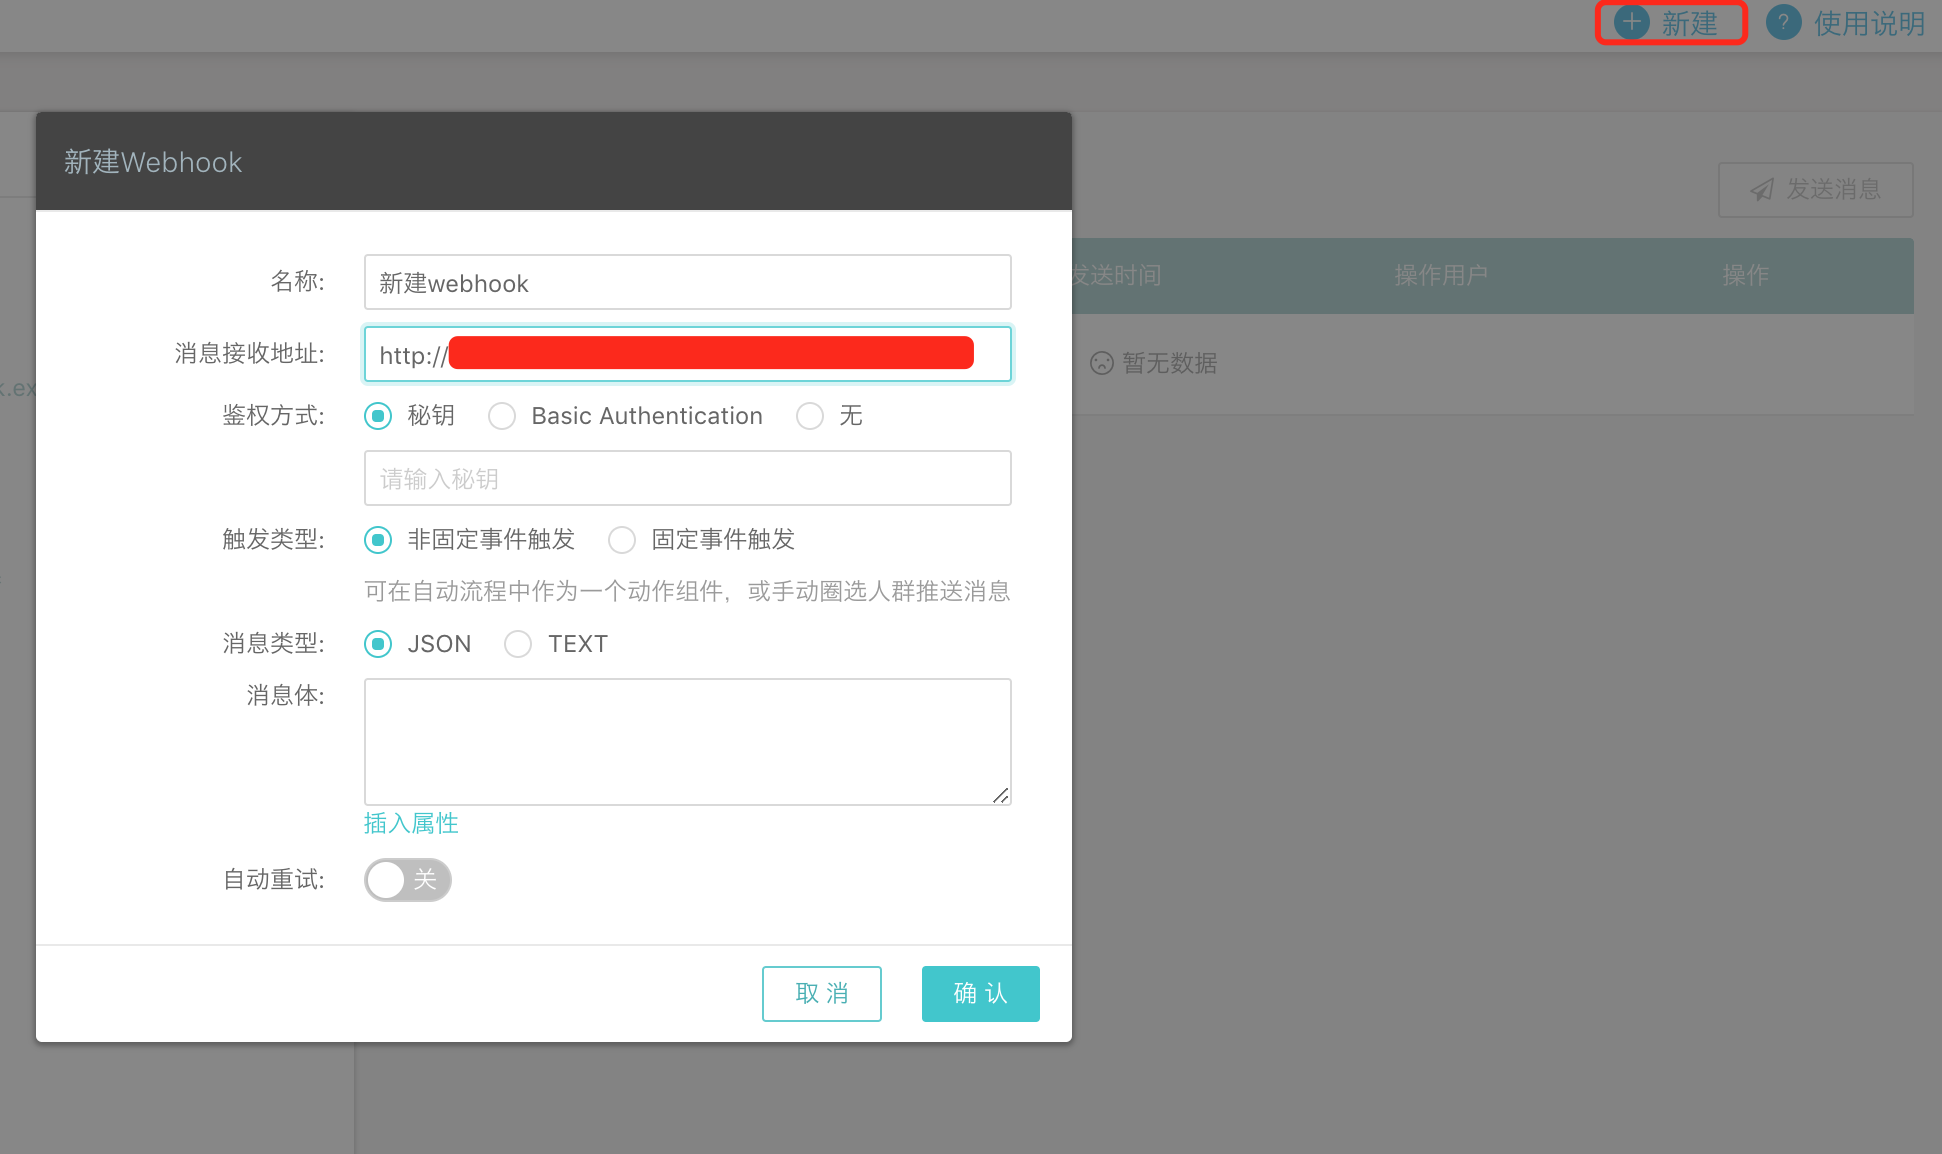 新建
? 使用说明
新建Webhook
发送消息
名称:
新建webhook
发送时间
操作用户
操作
消息接收地址:
http://
暂无数据
k.ex
鉴权方式:
秘钥
Basic Authentication
无
请输入秘钥
触发类型:
非固定事件触发
固定事件触发
可在自动流程中作为一个动作组件，或手动圈选人群推送消息
消息类型:
JSON
TEXT
消息体:
插入属性
自动重试:
关
取 消
确 认